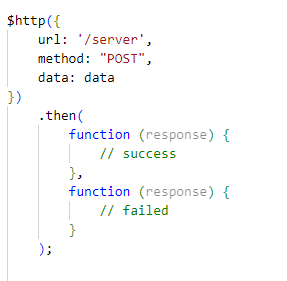 $http({
    url: '/server',
    method: "POST",
    data: data
})
    .then(
        function (response) {
            // success
        },
        function (response) {
            // failed
        }
    );